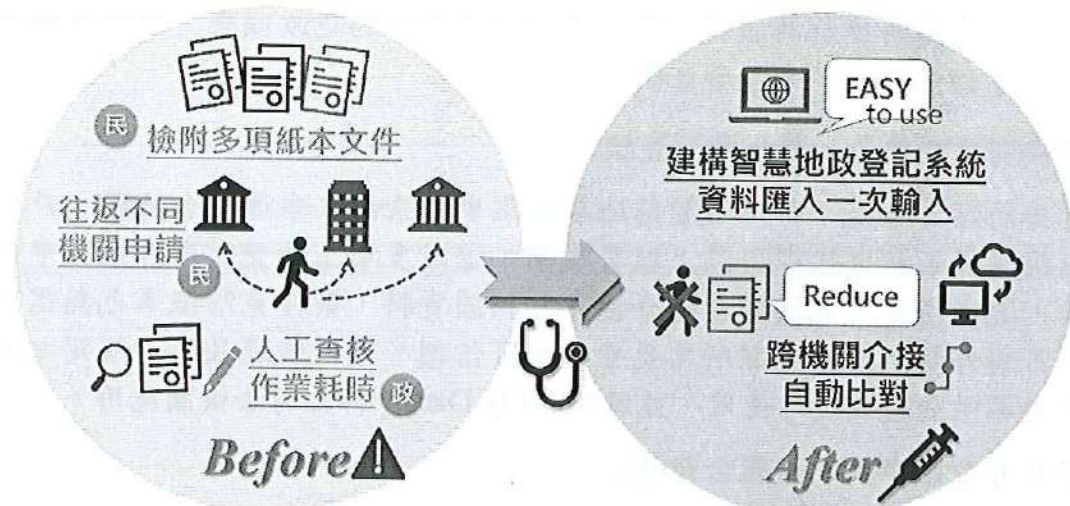 民 檢附多項紙本文件
往返不同
機關申請
民
人工查核
作業耗時 政
Before
EASY
to use
建構智慧地政登記系統
資料匯入一次輸入
Reduce
跨機關介接
自動比對
After